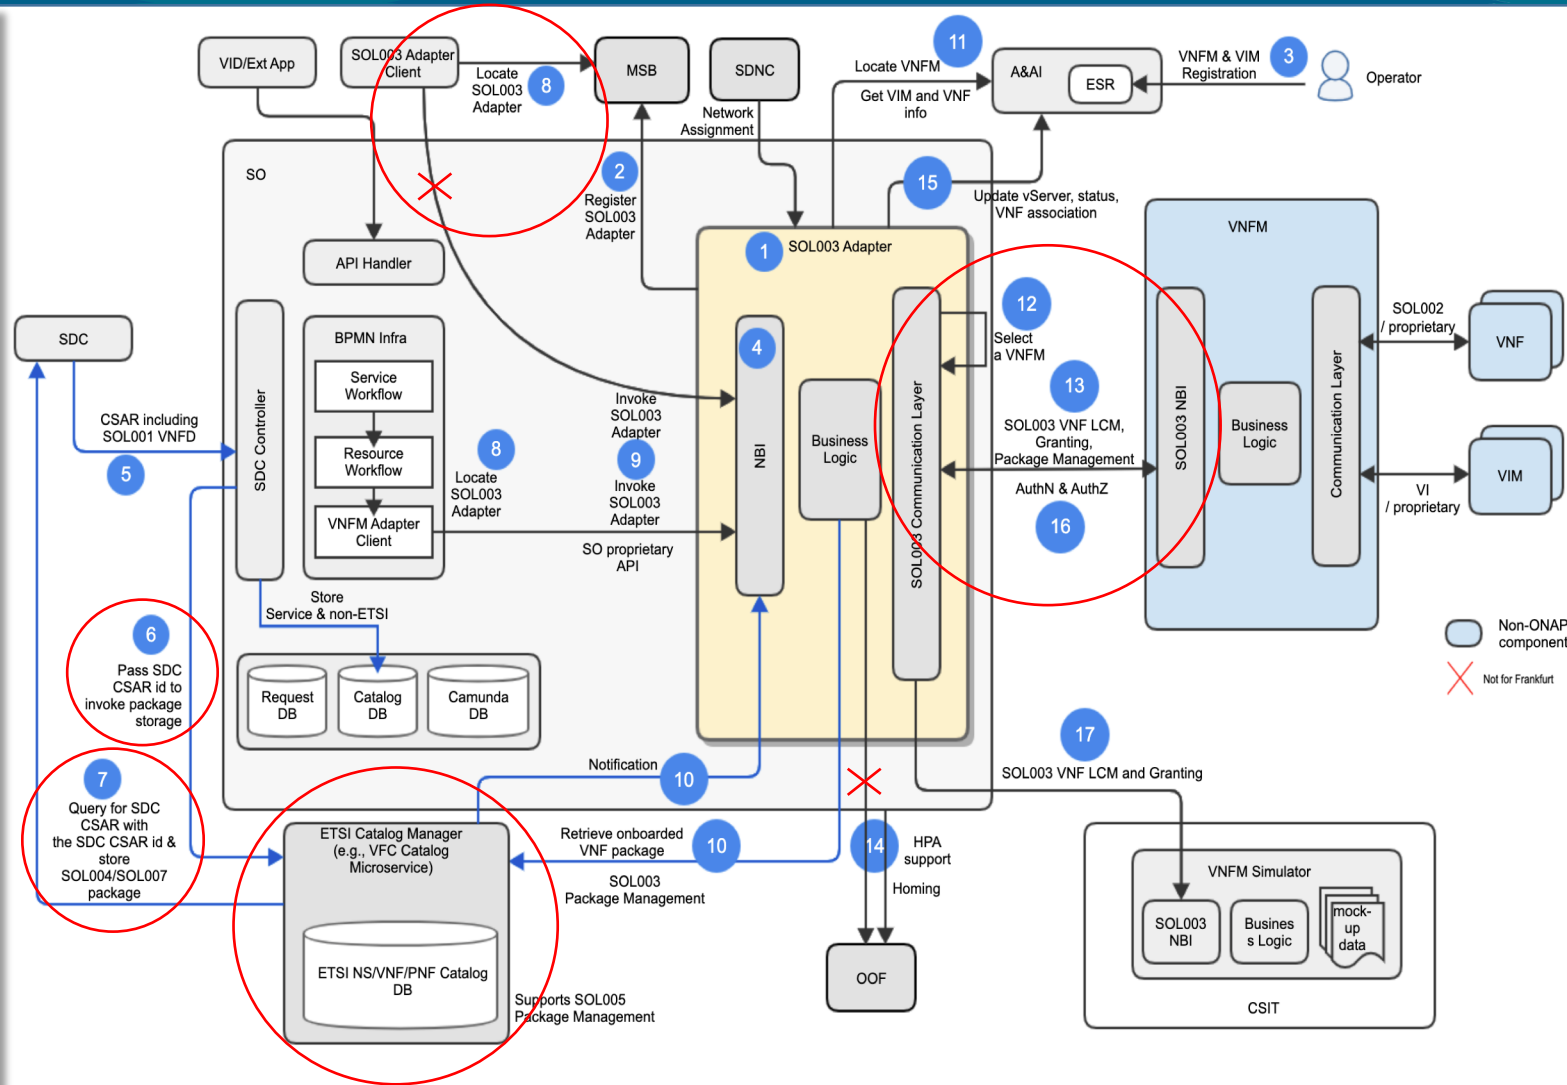 VID/Ext App
SOL003 Adapter
Client
Locate
SOL003
Adapter
8
MSB
SDNC
Network
Assignment
11
Locate VNFM
Get VIM and VNF
info
A&AI
ESR
VNFM & VIM
Registration
3
Operator
SO
2
Register
SOL003
Adapter
15
Update vServer, status,
VNF association
API Handler
1
SOL003 Adapter
VNFM
SDC
CSAR including
SOL001 VNFD
5
SDC Controller
BPMN Infra
Service
Workflow
Resource
Workflow
VNFM Adapter
Client
8
Locate
SOL003
Adapter
Invoke
SOL003
Adapter
9
Invoke
SOL003
Adapter
SO proprietary
API
4
NBI
Business
Logic
SOL003 Communication Layer
12
Select
a VNFM
13
SOL003 VNF LCM,
Granting,
Package Management
AuthN & AuthZ
16
SOL003 NBI
Business
Logic
Communication Layer
SOL002
/ proprietary
VNF
VI
/ proprietary
VIM
Store
Service & non-ETSI
Request
DB
Catalog
DB
Camunda
DB
6
Pass SDC
CSAR id to
invoke package
storage
7
Query for SDC
CSAR with
the SDC CSAR id &
store
SOL004/SOL007
package
Non-ONAP
component
Not for Frankfurt
Notification
10
17
SOL003 VNF LCM and Granting
ETSI Catalog Manager
(e.g., VFC Catalog
Microservice)
Retrieve onboarded
VNF package
10
SOL003
Package Management
14
HPA
support
Homing
ETSI NS/VNF/PNF Catalog
DB
Supports SOL005
Package Management
OOF
VNFM Simulator
SOL003
NBI
Busines
s Logic
mock-
up
data
CSIT